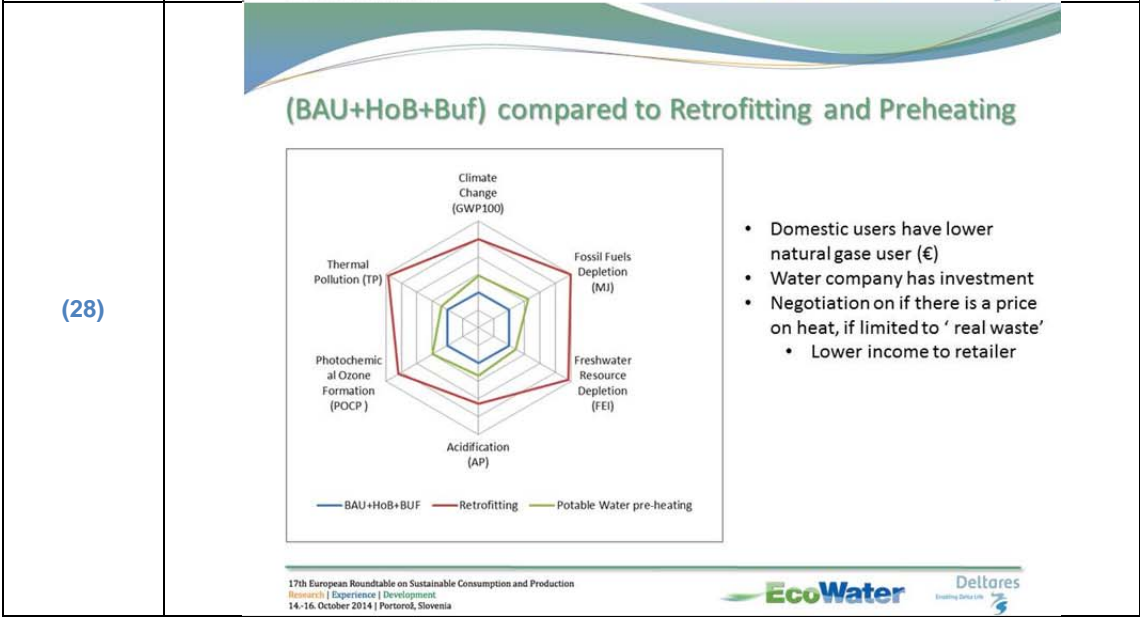 (28)
(BAU+HoB+Buf) compared to Retrofitting and Preheating
Climate
Change
(GWP100)
Fossil Fuels
Depletion
(MJ)
Freshwater
Resource
Depletion
(FEI)
Acidification
(AP)
Photochemic
al Ozone
Formation
(POCP )
Thermal
Pollution (TP)
BAU+HoB+BUF
Retrofitting
Potable Water pre-heating
• Domestic users have lower
natural gase user (€)
• Water company has investment
• Negotiation on if there is a price
on heat, if limited to ‘ real waste’
• Lower income to retailer
17th European Roundtable on Sustainable Consumption and Production
Research | Experience | Development
14.-16. October 2014 | Portorož, Slovenia
EcoWater
Deltares
Enabling Delta Life